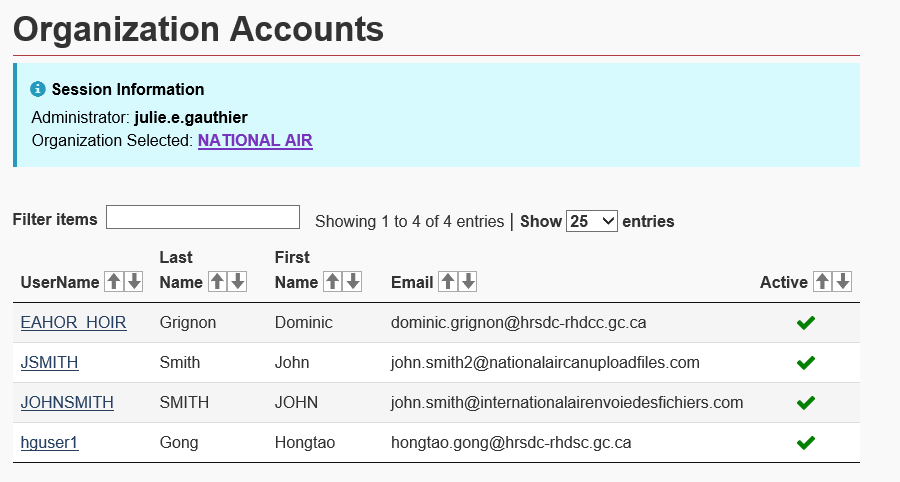 Organization Accounts
Session Information
Administrator: julie.e.gauthier
Organization Selected: NATIONAL AIR
Filter items Showing 1 to 4 of 4 entries | Show 25 entries
UserName Last Name First Name Email Active
EAHOR_HOIR Grignon Dominic dominic.grignon@hrsdc-rhdcc.gc.ca
JSMITH Smith John john.smith2@nationalaircanuploadfiles.com
JOHNSMITH SMITH JOHN john.smith@internationalairenvoiedesfichiers.com
hguser1 Gong Hongtao hongtao.gong@hrsdc-rhdsc.gc.ca